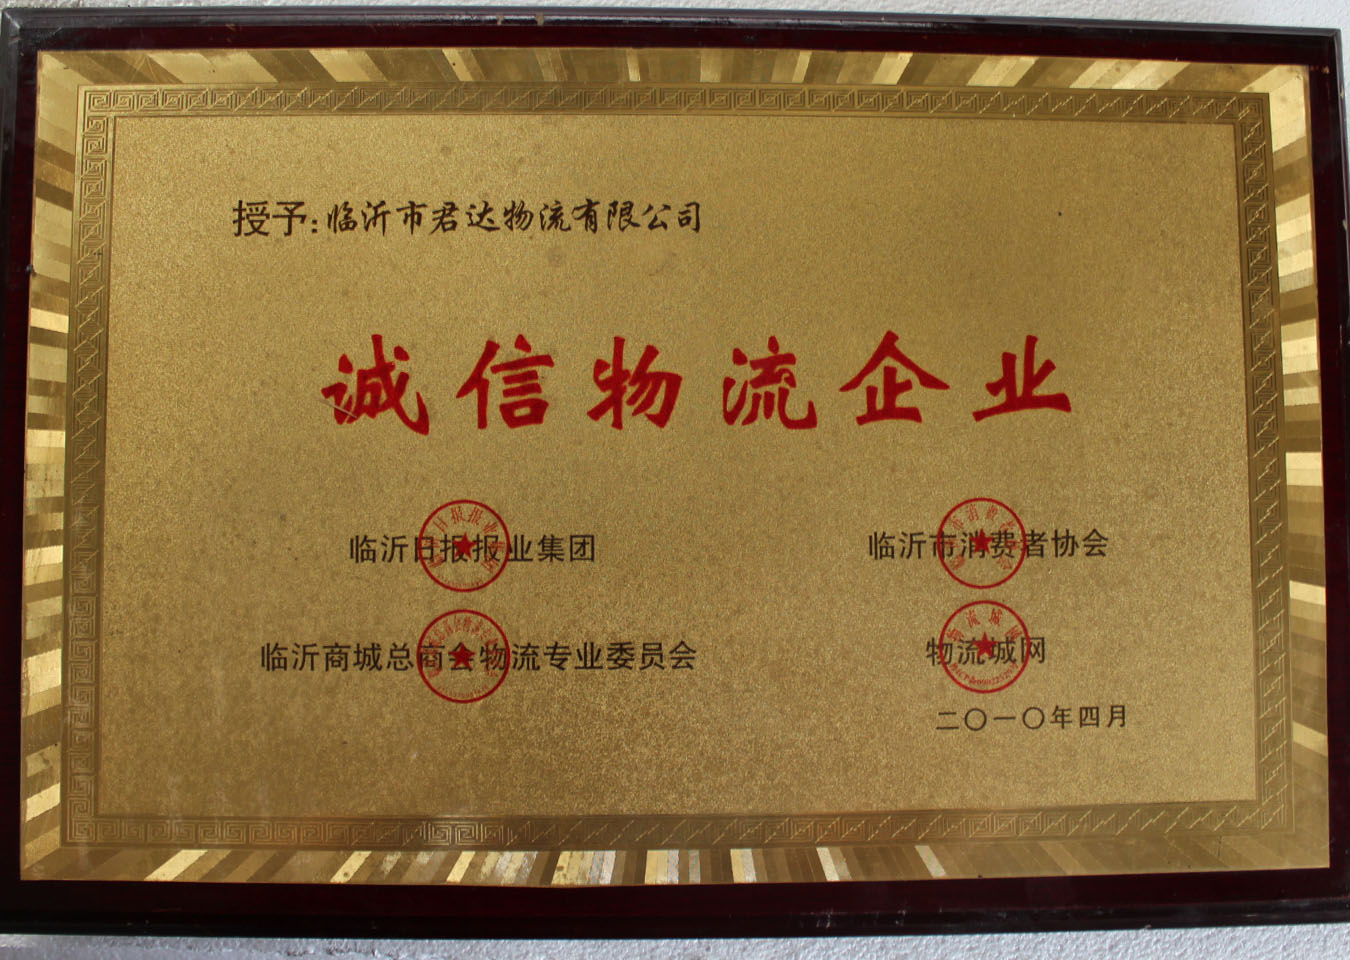 授予:临沂市君达物流有限公司
诚信物流企业
临沂日报报业集团
临沂市消费者协会
临沂商城总商会物流专业委员会
物流城网
二〇一〇年四月